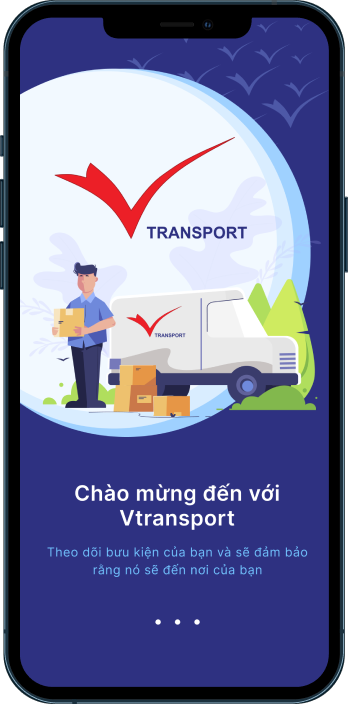 TRANSPORT
TRANSPORT
Chào mừng đến với
Vtransport
Theo dõi bưu kiện của bạn và sẽ đảm bảo
rằng nó sẽ đến nơi của bạn